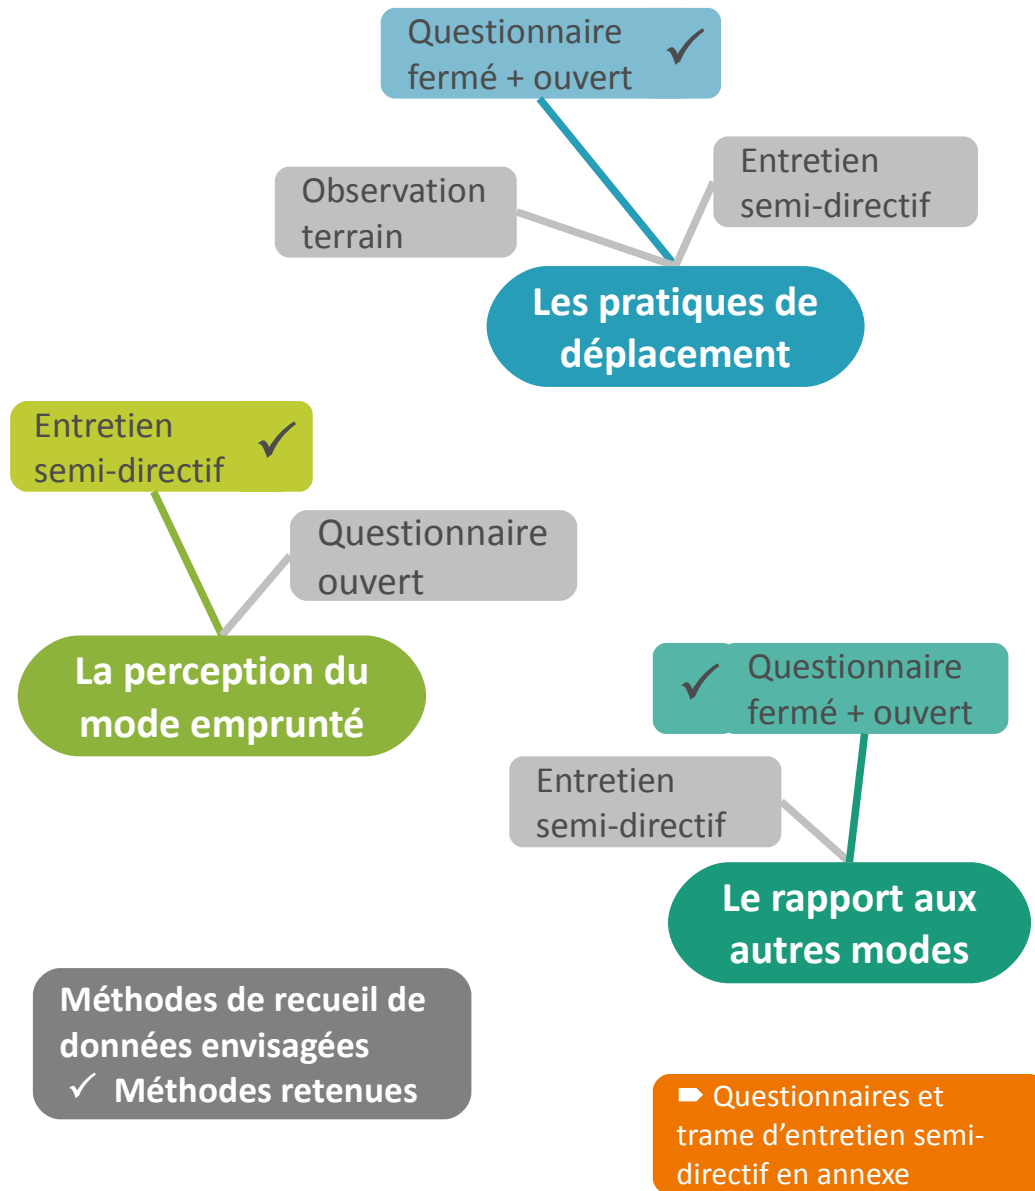 Questionnaire
fermé + ouvert ✓
Entretien
semi-directif
Observation
terrain
Les pratiques de
déplacement
Entretien
semi-directif ✓
Questionnaire
ouvert
La perception du
mode emprunté
✓ Questionnaire
fermé + ouvert
Entretien
semi-directif
Le rapport aux
autres modes
Méthodes de recueil de
données envisagées
✓ Méthodes retenues
Questionnaires et
trame d’entretien semi-
directif en annexe